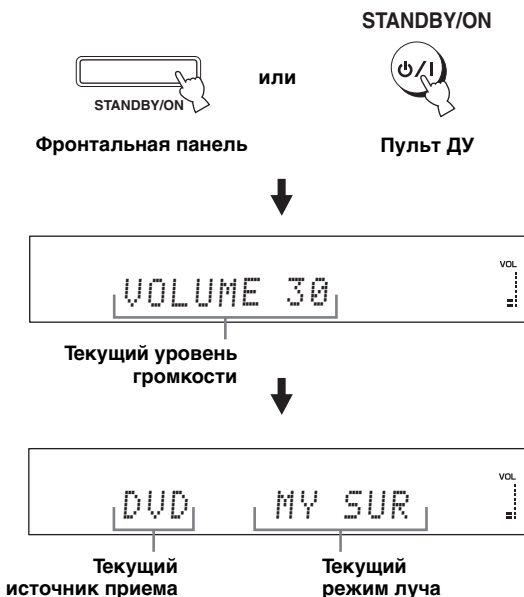 STANDBY/ON
или
STANDBY/ON
Фронтальная панель
Пульт ДУ
VOL
VOLUME 30
Текущий уровень
громкости
VOL
DVD MY SUR
Текущий
источник приема
Текущий
режим луча